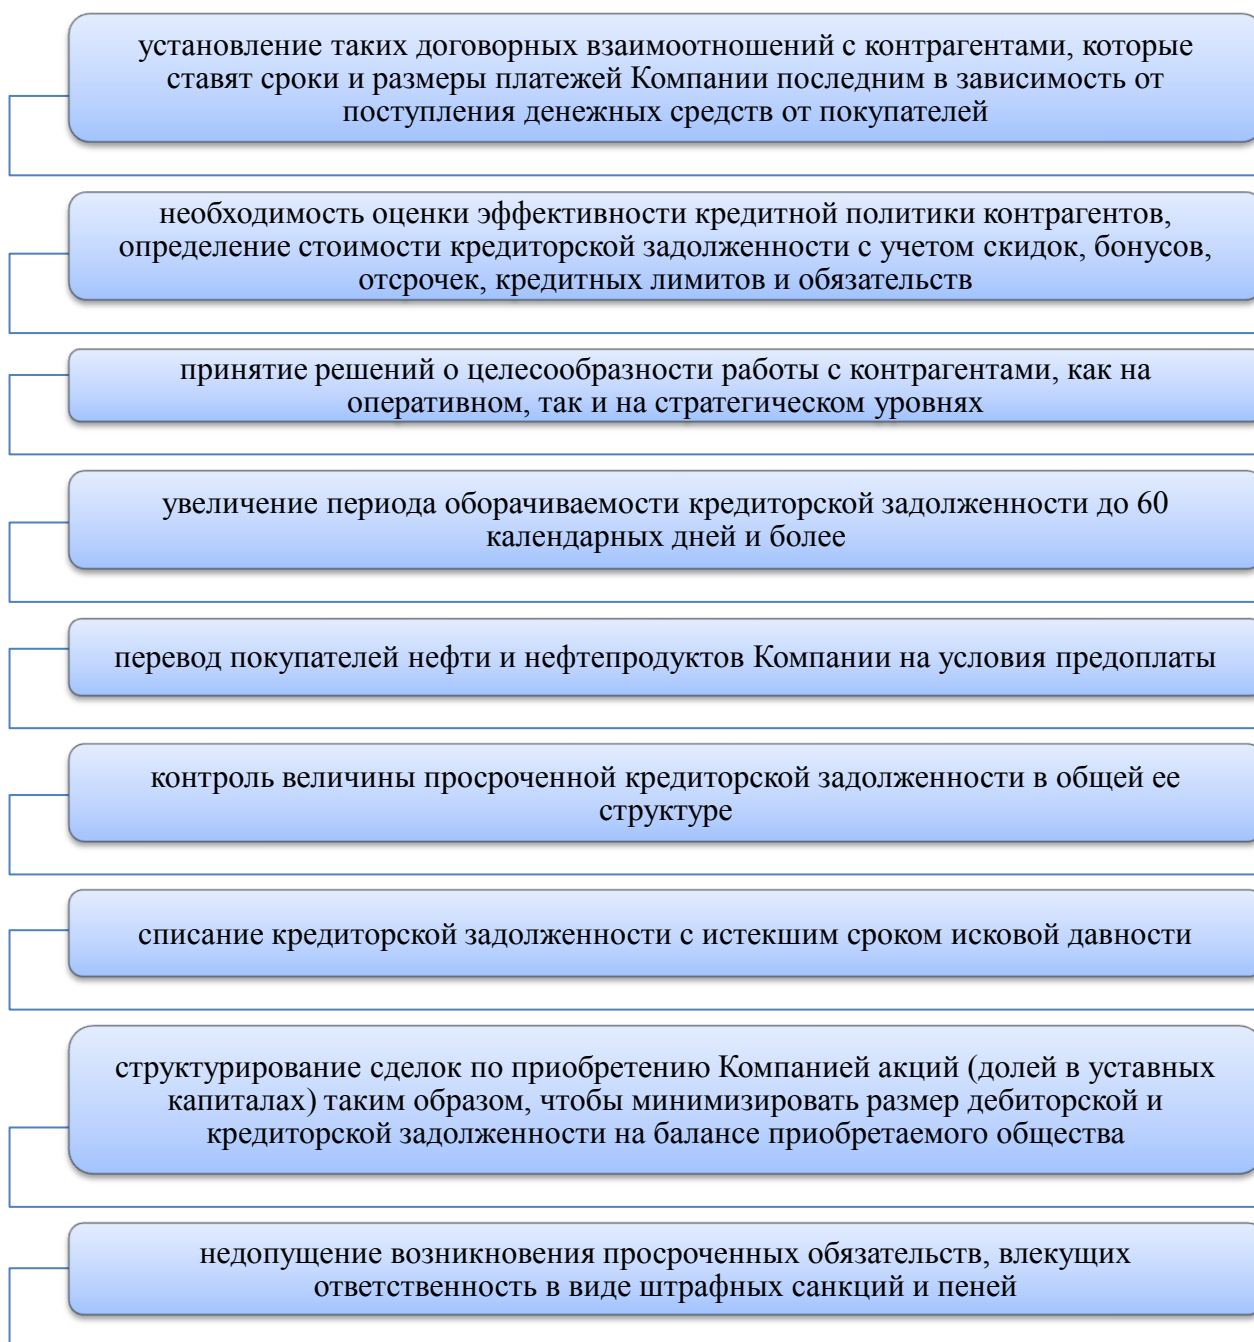 установление таких договорных взаимоотношений с контрагентами, которые
ставят сроки и размеры платежей Компании последним в зависимость от
поступления денежных средств от покупателей
необходимость оценки эффективности кредитной политики контрагентов,
определение стоимости кредиторской задолженности с учетом скидок, бонусов,
отсрочек, кредитных лимитов и обязательств
принятие решений о целесообразности работы с контрагентами, как на
оперативном, так и на стратегическом уровнях
увеличение периода оборачиваемости кредиторской задолженности до 60
календарных дней и более
перевод покупателей нефти и нефтепродуктов Компании на условия предоплаты
контроль величины просроченной кредиторской задолженности в общей ее
структуре
списание кредиторской задолженности с истекшим сроком исковой давности
структурирование сделок по приобретению Компанией акций (долей в уставных
капиталах) таким образом, чтобы минимизировать размер дебиторской и
кредиторской задолженности на балансе приобретаемого общества
недопущение возникновения просроченных обязательств, влекущих
ответственность в виде штрафных санкций и пеней